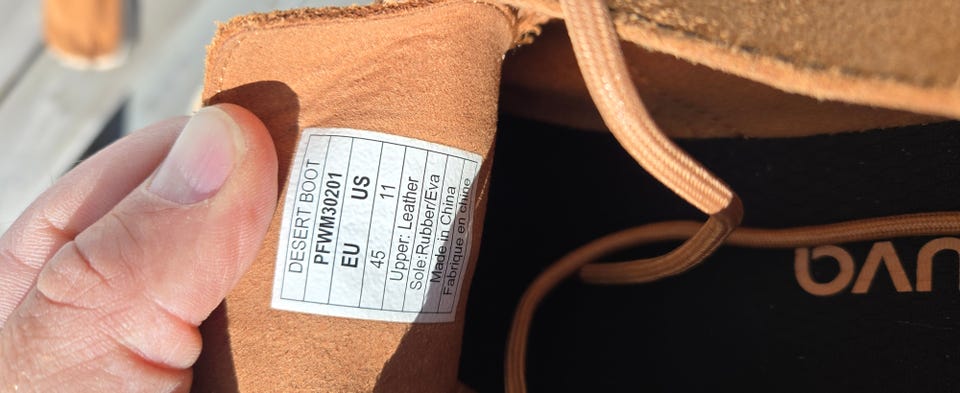 DESERT BOOT
PFWM30201
EU US
45 11
Upper: Leather
Sole:Rubber/Eva
Made in China
Fabrique en chine